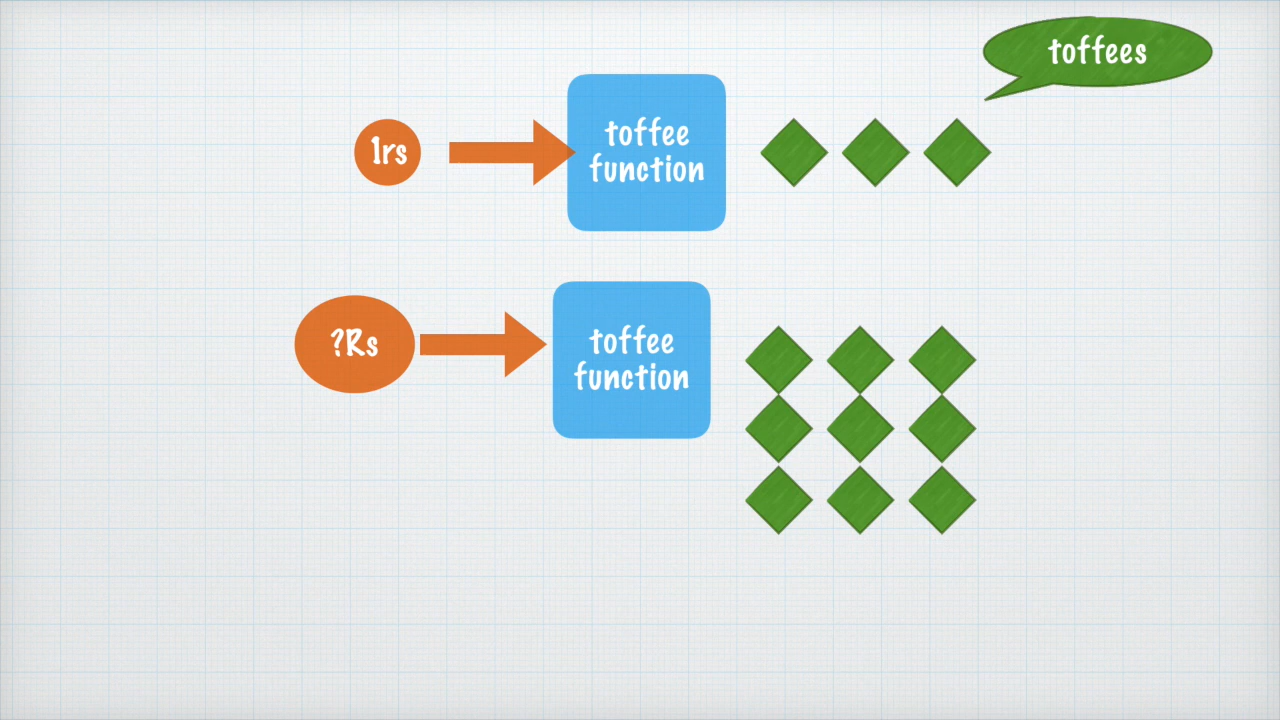 toffees
1rs
toffee
function
?Rs
toffee
function